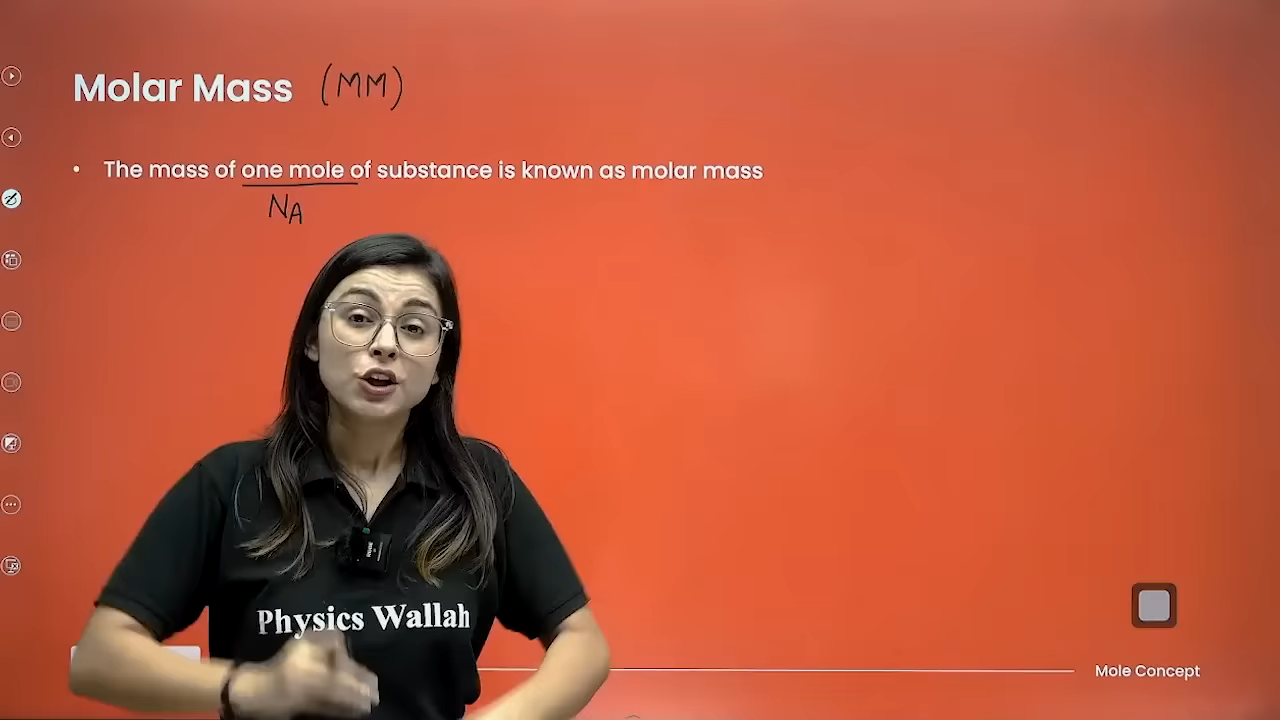 Molar Mass (MM)
• The mass of one mole of substance is known as molar mass
NA
Physics Wallah
Mole Concept